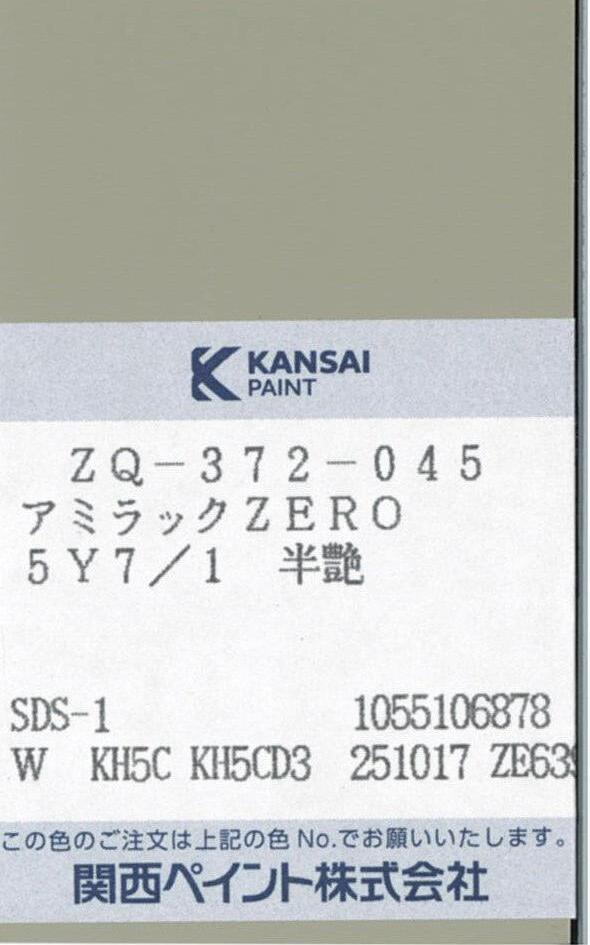 KANSAI
PAINT
ZQ-372-045
アミラックZERO
5Y7/1 半艶
SDS-1 1055106878
W KH5C KH5CD3 251017
この色のご注文は上記の色No.でお願いいたします。
関西ペイント株式会社